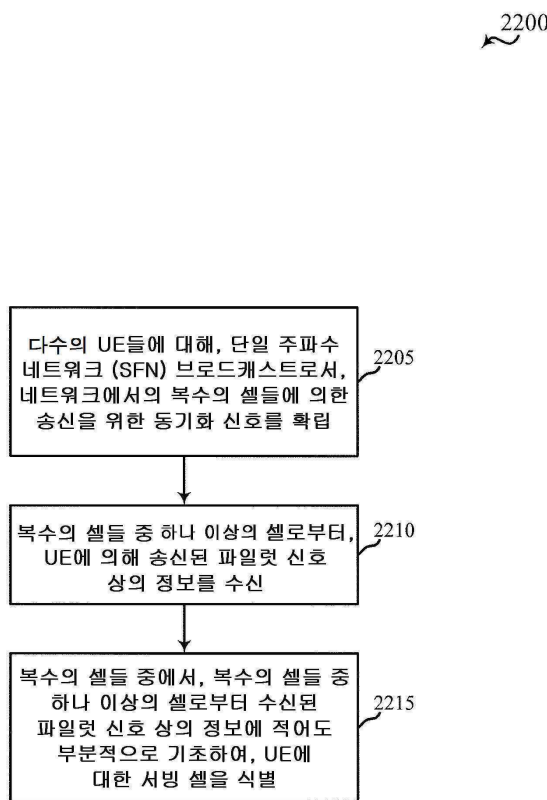 2200
다수의 UE들에 대해, 단일 주파수
네트워크 (SFN) 브로드캐스트로서,
네트워크에서의 복수의 셀들에 의한
송신을 위한 동기화 신호를 확립
2205
복수의 셀들 중 하나 이상의 셀로부터,
UE에 의해 송신된 파일럿 신호
상의 정보를 수신
2210
복수의 셀들 중에서, 복수의 셀들 중
하나 이상의 셀로부터 수신된
파일럿 신호 상의 정보에 적어도
부분적으로 기초하여, UE에
대한 서빙 셀을 식별
2215